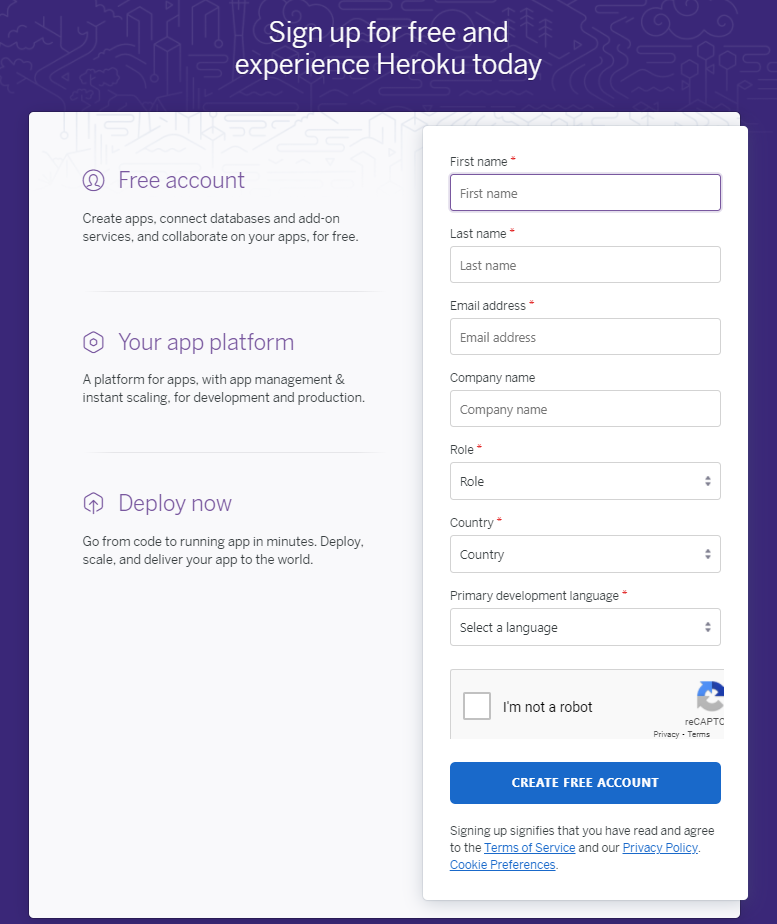 Sign up for free and
experience Heroku today
Free account
Create apps, connect databases and add-on
services, and collaborate on your apps, for free.
Your app platform
A platform for apps, with app management &
instant scaling, for development and production.
Deploy now
Go from code to running app in minutes. Deploy,
scale, and deliver your app to the world.
First name *
First name
Last name *
Last name
Email address *
Email address
Company name
Company name
Role *
Role
Country *
Country
Primary development language *
Select a language
I'm not a robot
reCAPTC
Privacy - Terms
CREATE FREE ACCOUNT
Signing up signifies that you have read and agree
to the Terms of Service and our Privacy Policy.
Cookie Preferences.